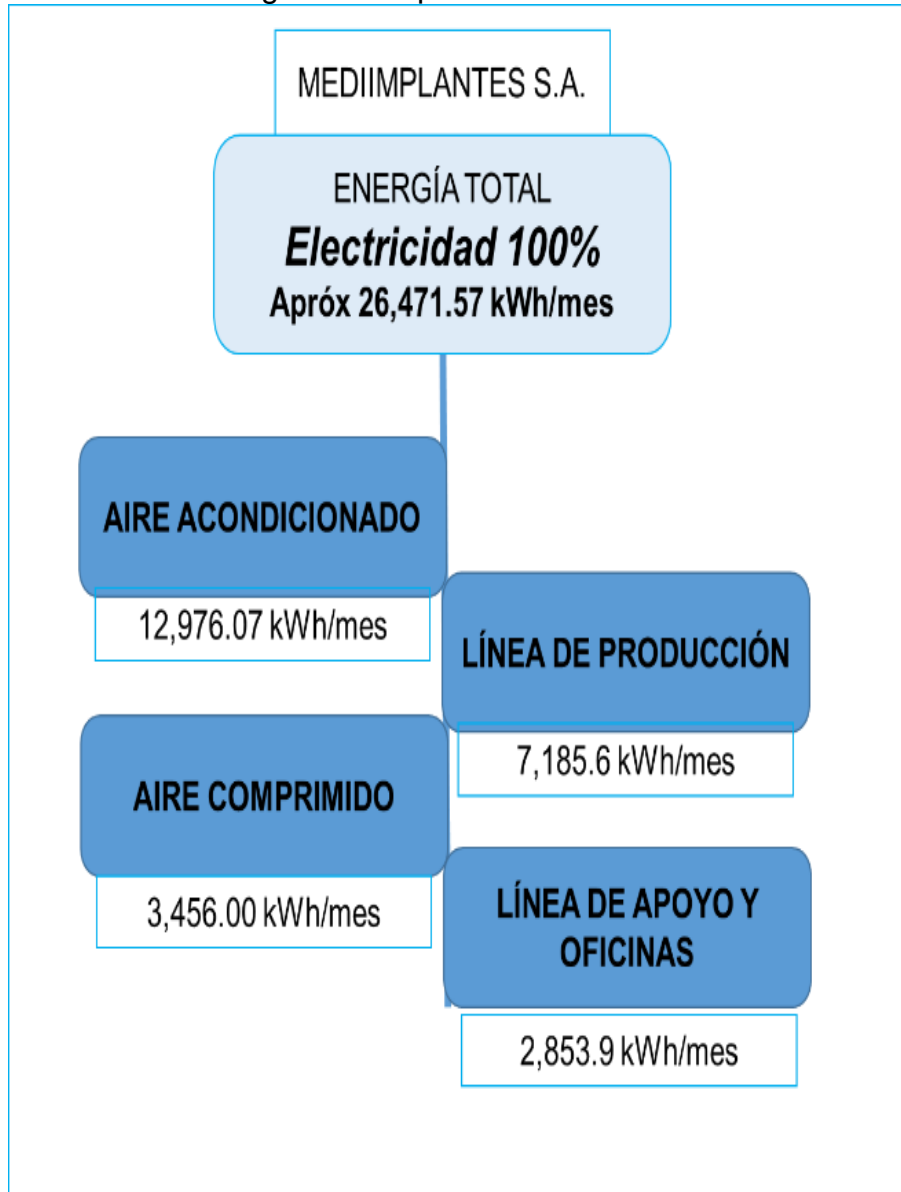 MEDIIMPLANTES S.A.
ENERGÍA TOTAL
Electricidad 100%
Apróx 26,471.57 kWh/mes
AIRE ACONDICIONADO
12,976.07 kWh/mes
LÍNEA DE PRODUCCIÓN
7,185.6 kWh/mes
AIRE COMPRIMIDO
3,456.00 kWh/mes
LÍNEA DE APOYO Y
OFICINAS
2,853.9 kWh/mes